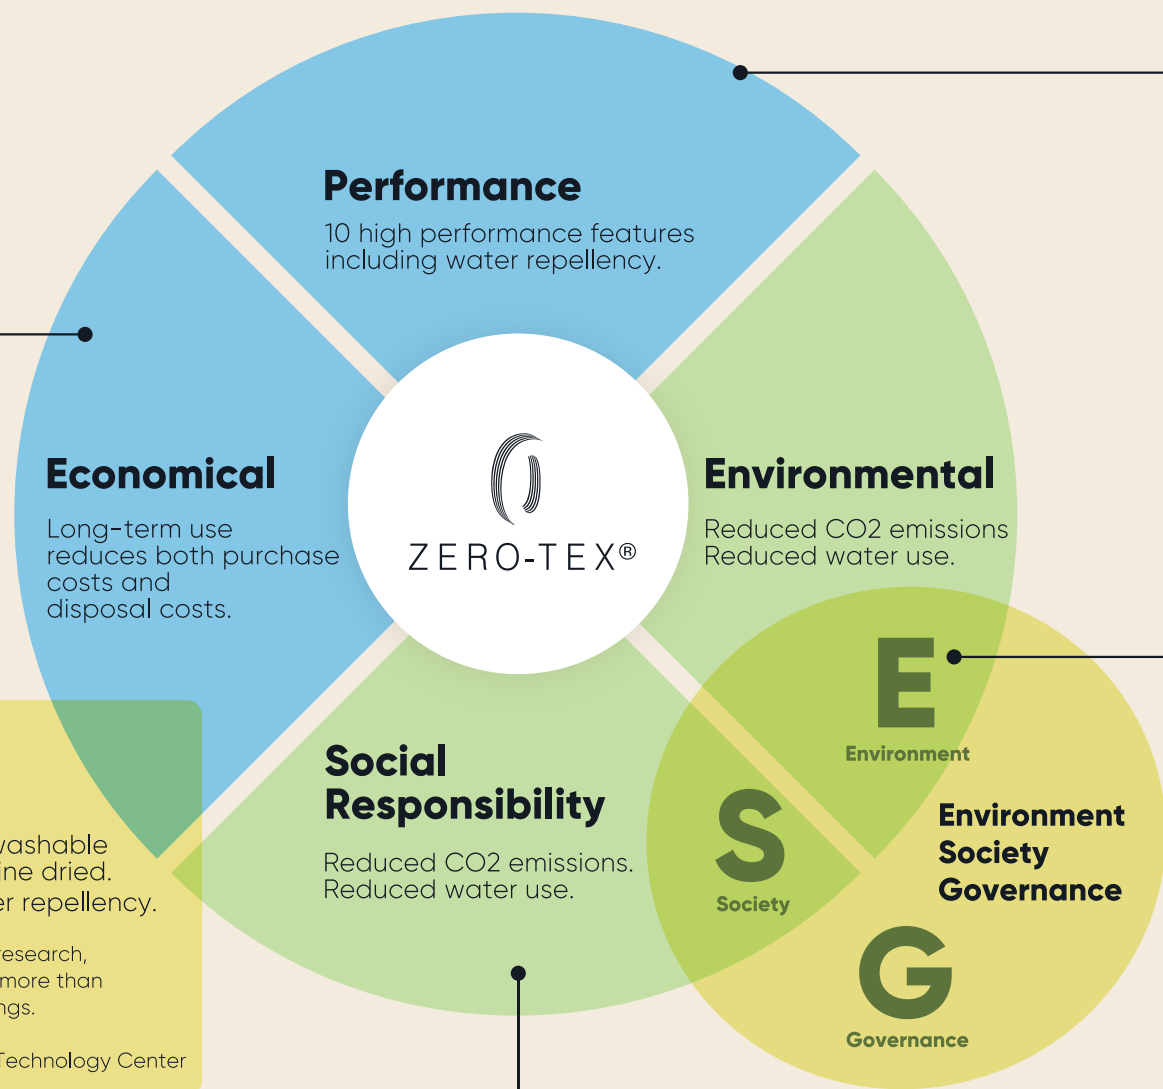 Performance
10 high performance features
including water repellency.
Economical
Long-term use
reduces both purchase
costs and
disposal costs.
ZERO-TEX®
Environmental
Reduced CO2 emissions
Reduced water use.
E
Environment
Social
Responsibility
Reduced CO2 emissions.
Reduced water use.
S
Society
Environment
Society
Governance
G
Governance
washable
dried.
repellency.
research,
more than
Technology Center